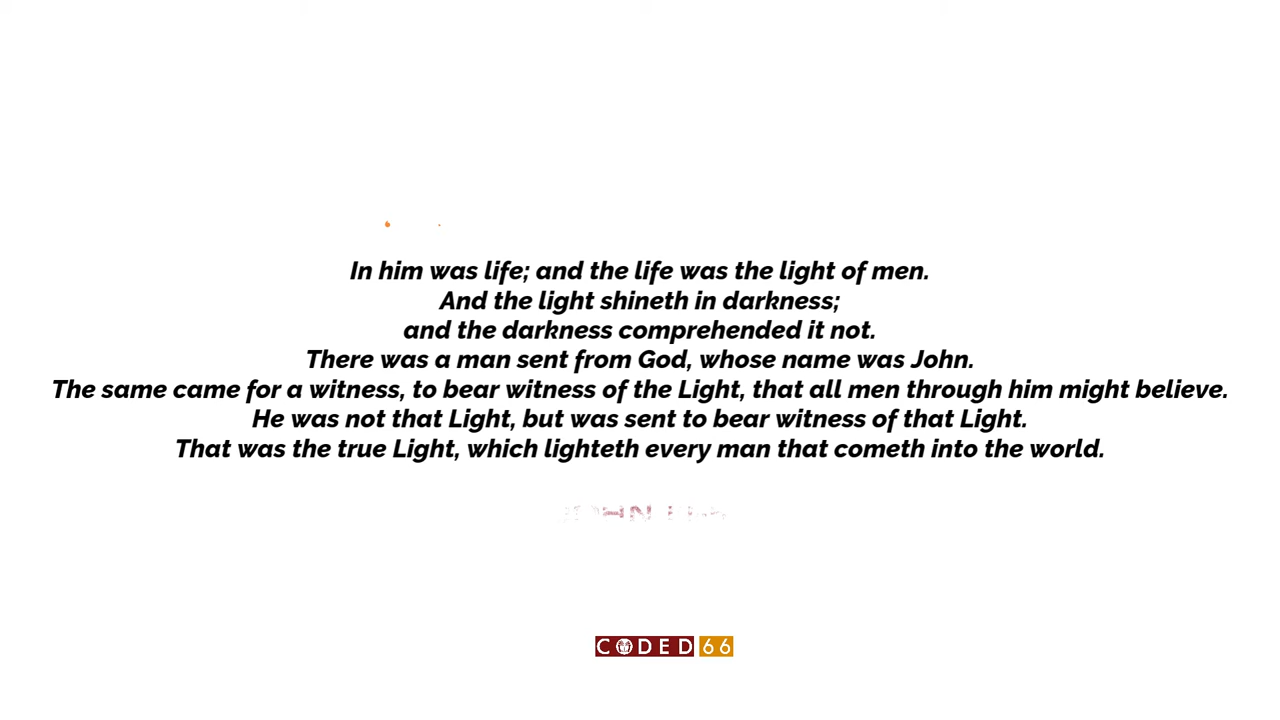 In him was life; and the life was the light of men.
And the light shineth in darkness;
and the darkness comprehended it not.
There was a man sent from God, whose name was John.
The same came for a witness, to bear witness of the Light, that all men through him might believe.
He was not that Light, but was sent to bear witness of that Light.
That was the true Light, which lighteth every man that cometh into the world.
JOHN
CODED 66